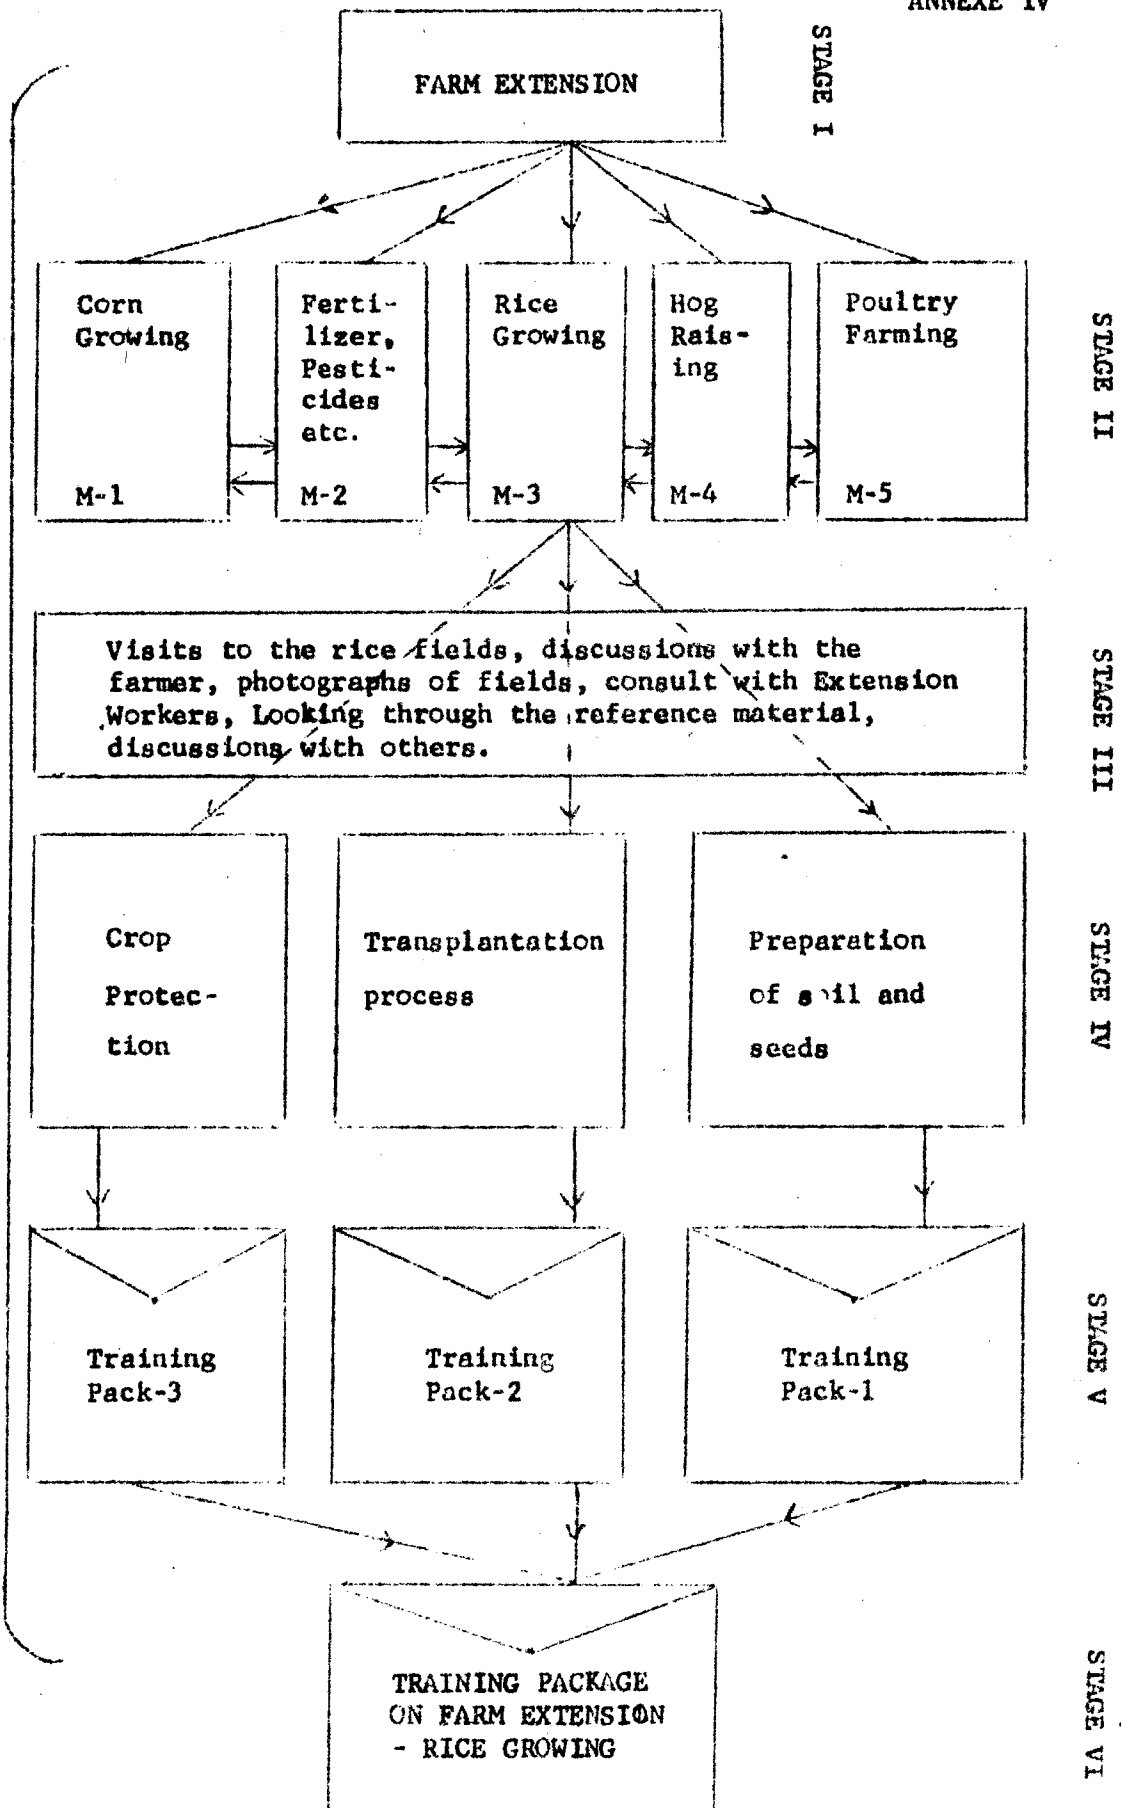 ANNEXE IV
FARM EXTENSION
STAGE I
Corn
Growing
M-1
Ferti-
lizer,
Pesti-
cides
etc.
M-2
Rice
Growing
M-3
Hog
Rais-
ing
M-4
Poultry
Farming
M-5
STAGE II
Visits to the rice fields, discussions with the
farmer, photographs of fields, consult with Extension
Workers, Looking through the reference material,
discussions with others.
STAGE III
Crop
Protec-
tion
Transplantation
process
Preparation
of soil and
seeds
STAGE IV
Training
Pack-3
Training
Pack-2
Training
Pack-1
STAGE V
TRAINING PACKAGE
ON FARM EXTENSION
- RICE GROWING
STAGE VI